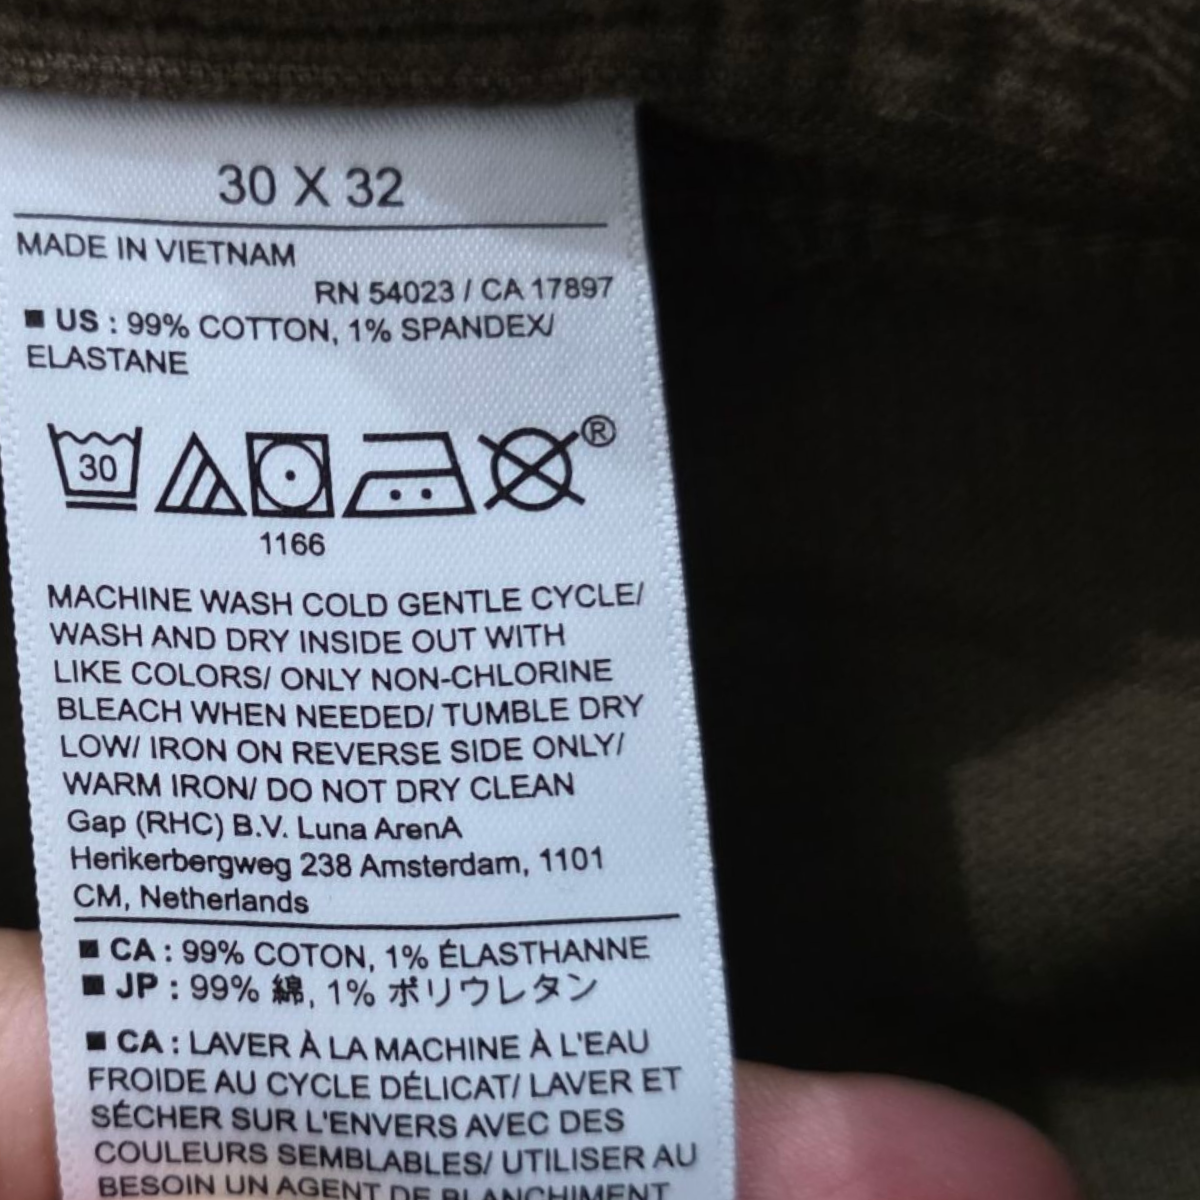 30 X 32
MADE IN VIETNAM
RN 54023 / CA 17897
■ US : 99% COTTON, 1% SPANDEX/
ELASTANE
30
®
1166
MACHINE WASH COLD GENTLE CYCLE/
WASH AND DRY INSIDE OUT WITH
LIKE COLORS/ ONLY NON-CHLORINE
BLEACH WHEN NEEDED/ TUMBLE DRY
LOW/ IRON ON REVERSE SIDE ONLY/
WARM IRON/ DO NOT DRY CLEAN
Gap (RHC) B.V. Luna ArenA
Herikerbergweg 238 Amsterdam, 1101
CM, Netherlands
■ CA : 99% COTON, 1% ÉLASTHANNE
■ JP : 99% 綿, 1% ポリウレタン
■ CA : LAVER À LA MACHINE À L'EAU
FROIDE AU CYCLE DÉLICAT/ LAVER ET
SÉCHER SUR L'ENVERS AVEC DES
COULEURS SEMBLABLES/ UTILISER AU
BESOIN UN AGENT DE BLANCHIMENT